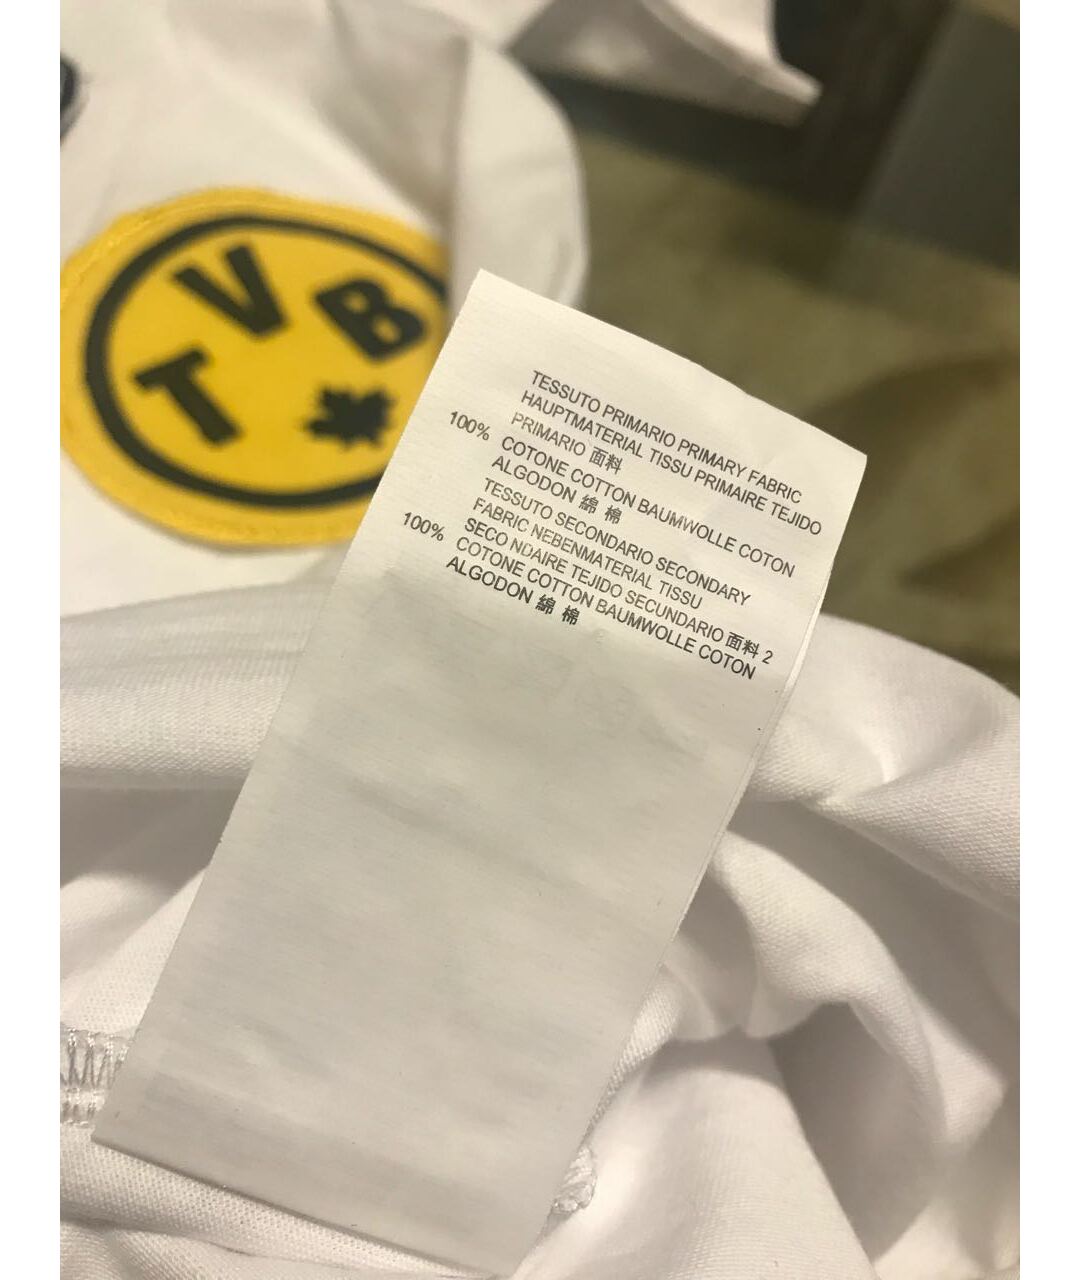 TVB
TESSUTO PRIMARIO PRIMARY FABRIC
HAUPTMATERIAL TISSU PRIMAIRE TEJIDO
PRIMARIO 面料
100% COTONE COTTON BAUMWOLLE COTON
ALGODON 綿 棉
TESSUTO SECONDARIO SECONDARY
FABRIC NEBENMATERIAL TISSU
SECO NDAIRE TEJIDO SECUNDARIO 面料 2
100% COTONE COTTON BAUMWOLLE COTON
ALGODON 綿 棉